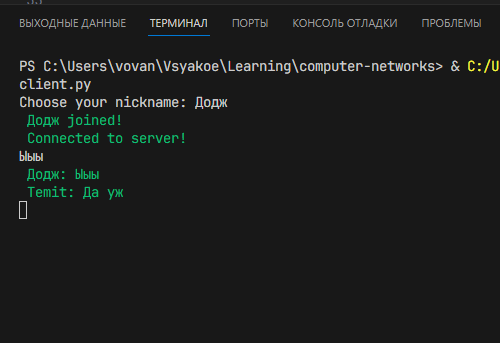 ВЫХОДНЫЕ ДАННЫЕ ТЕРМИНАЛ ПОРТЫ КОНСОЛЬ ОТЛАДКИ ПРОБЛЕМЫ
PS C:\Users\vovan\Vsyakoe\Learning\computer-networks> & C:/U
client.py
Choose your nickname: Додж
Додж joined!
Connected to server!
Ыыы
Додж: Ыыы
Temit: Да уж